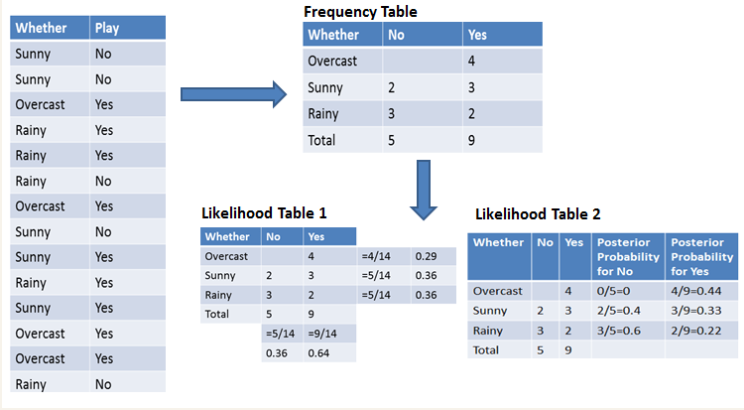 Whether Play
Sunny No
Sunny No
Overcast Yes
Rainy Yes
Rainy Yes
Rainy No
Overcast Yes
Sunny No
Sunny Yes
Rainy Yes
Sunny Yes
Overcast Yes
Overcast Yes
Rainy No
Frequency Table
Whether No Yes
Overcast 4
Sunny 2 3
Rainy 3 2
Total 5 9
Likelihood Table 1
Whether No Yes
Overcast 4 =4/14 0.29
Sunny 2 3 =5/14 0.36
Rainy 3 2 =5/14 0.36
Total 5 9
=5/14 =9/14
0.36 0.64
Likelihood Table 2
Whether No Yes Posterior Posterior
Probability Probability
for No for Yes
Overcast 4 0/5=0 4/9=0.44
Sunny 2 3 2/5=0.4 3/9=0.33
Rainy 3 2 3/5=0.6 2/9=0.22
Total 5 9